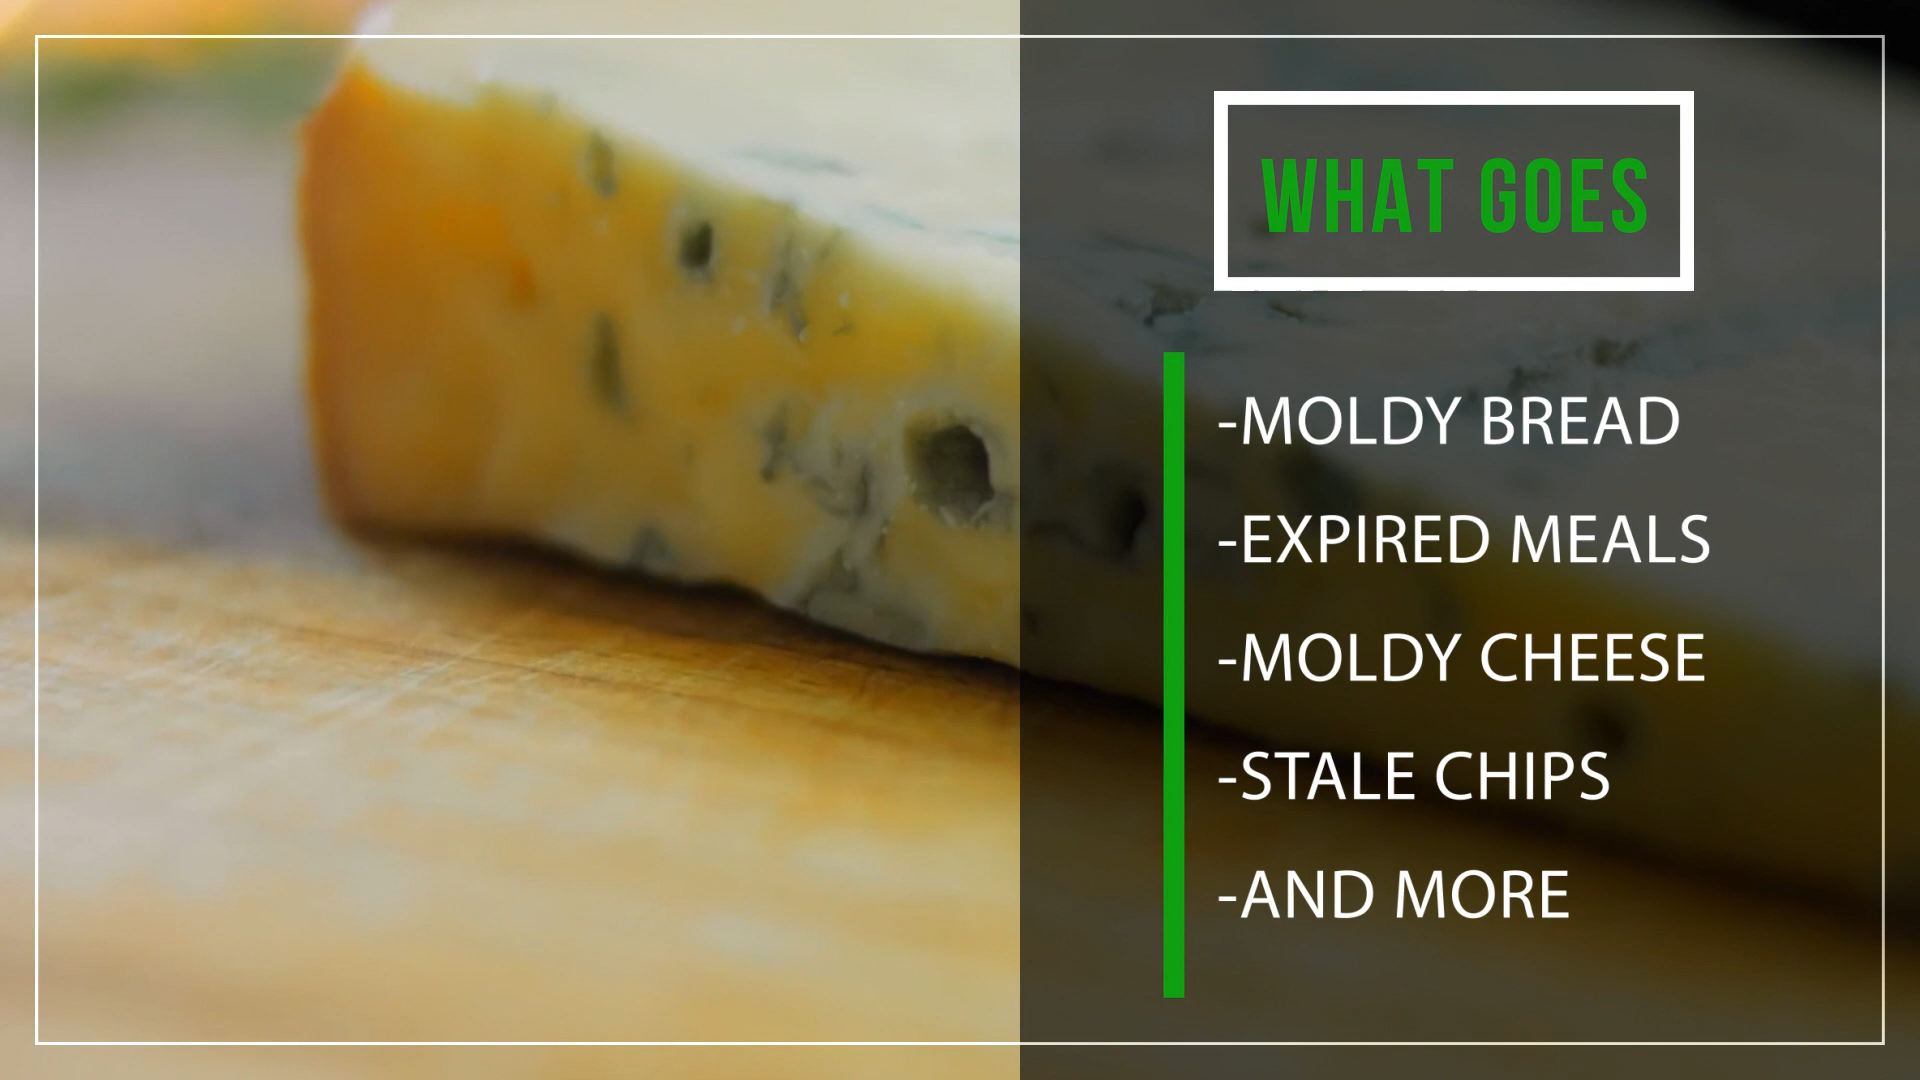 WHAT GOES
-MOLDY BREAD
-EXPIRED MEALS
-MOLDY CHEESE
-STALE CHIPS
-AND MORE